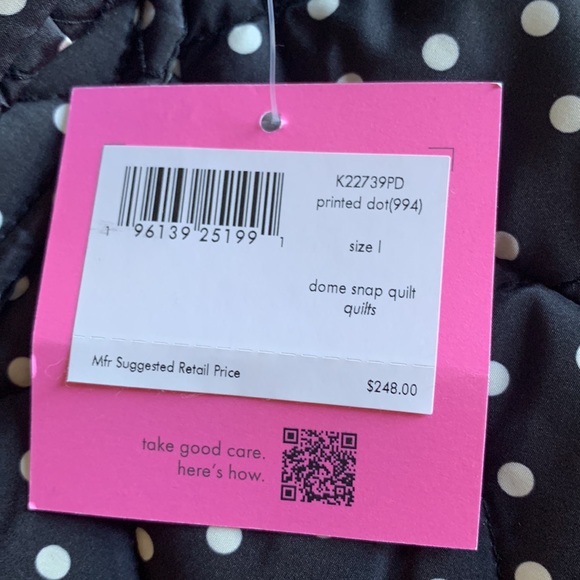 K22739PD
printed dot(994)
1 96139 25199 1
size l
dome snap quilt
quilts
Mfr Suggested Retail Price
$248.00
take good care.
here's how.